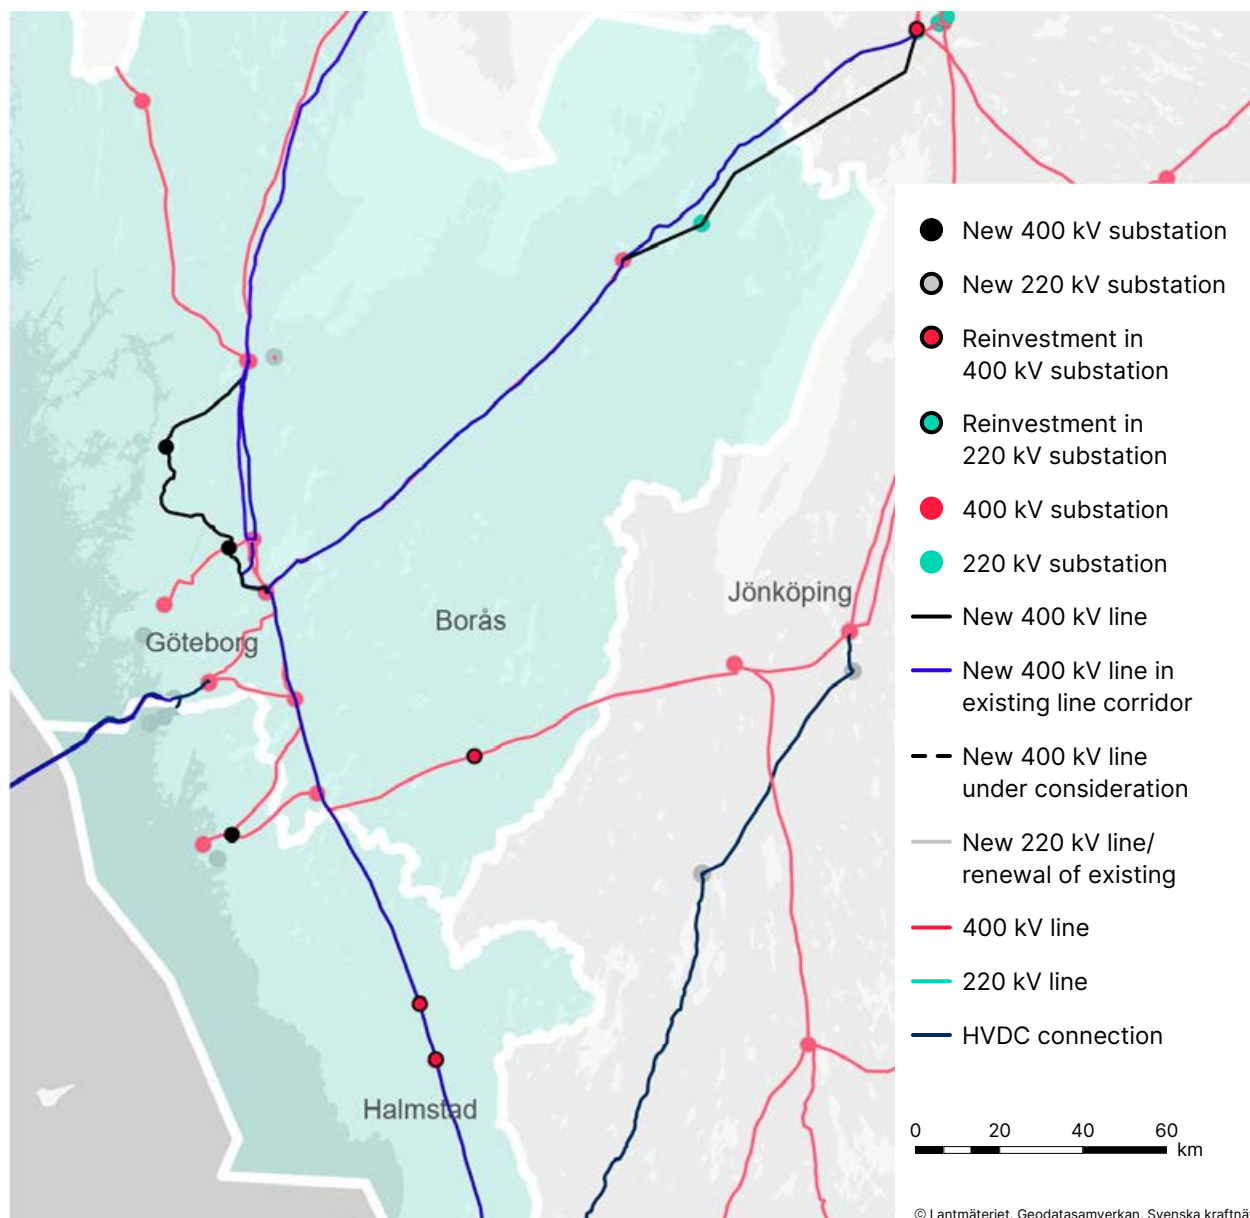 New 400 kV substation
New 220 kV substation
Reinvestment in
400 kV substation
Reinvestment in
220 kV substation
400 kV substation
220 kV substation
New 400 kV line
New 400 kV line in
existing line corridor
New 400 kV line
under consideration
New 220 kV line/
renewal of existing
400 kV line
220 kV line
HVDC connection
0 20 40 60
km
Jönköping
Borås
Göteborg
Halmstad
© Lantmäteriet, Geodatasamverkan, Svenska kraftnä